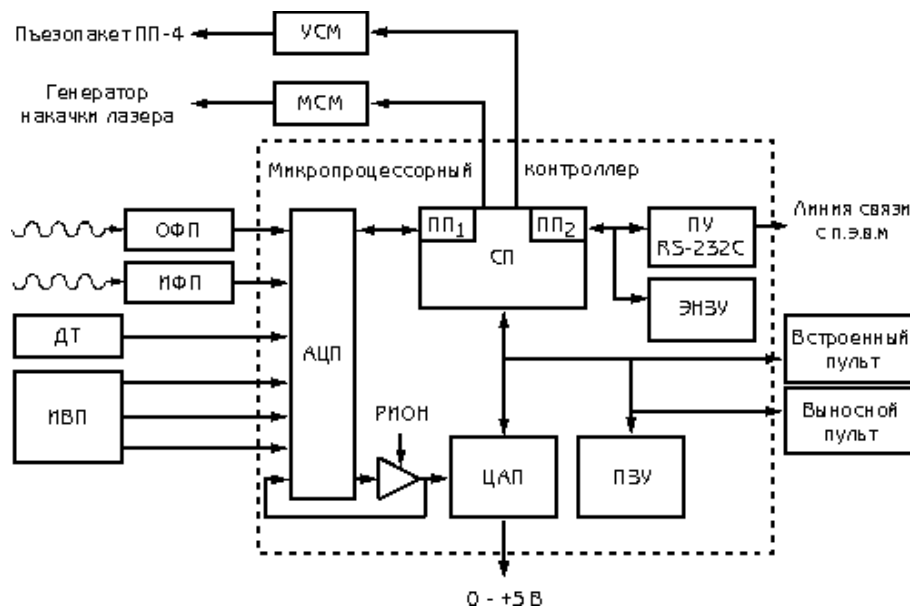 Пъезопакет ПП-4
УСМ
Генератор
накачки лазера
МСМ
Микропроцессорный контроллер
ОФП
ИФП
ДТ
ИВП
АЦП
ПП1
ПП2
СП
ПУ
RS-232C
Линия связи
с п.э.в.м
ЭНЗУ
Встроенный
пульт
Выносной
пульт
РИОН
ЦАП
ПЗУ
0 - +5 В